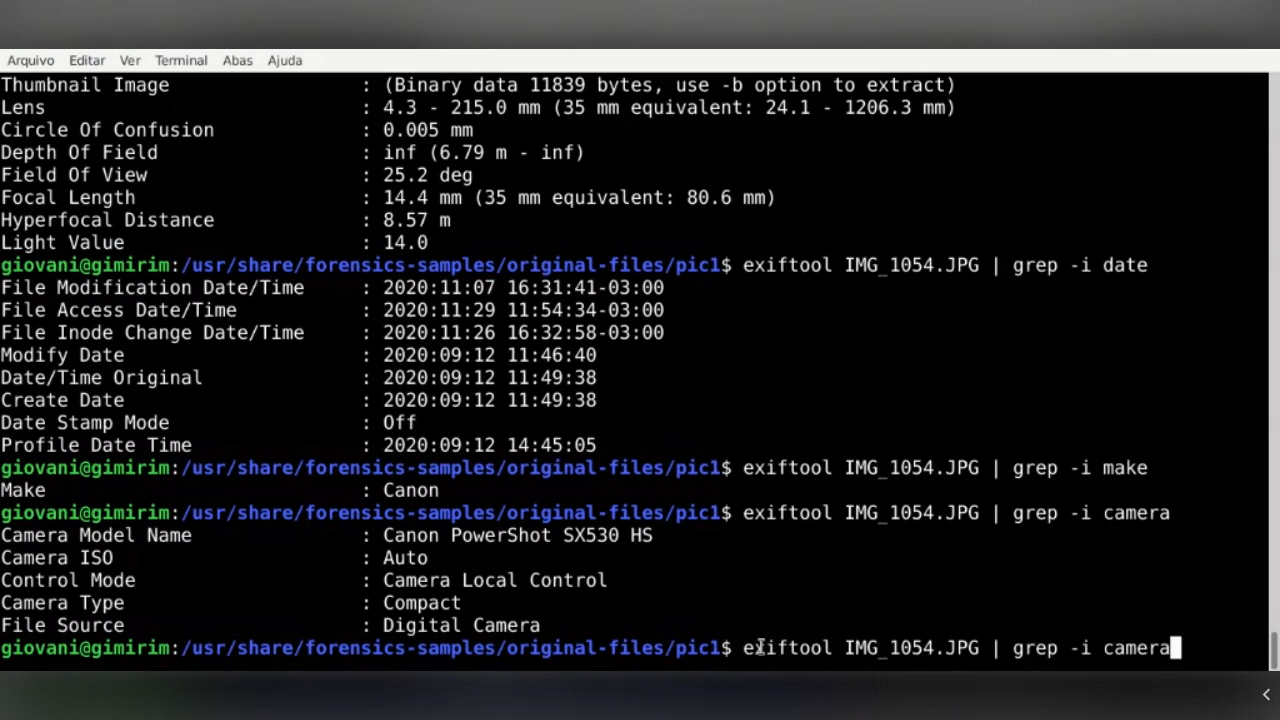 Arquivo Editar Ver Terminal Abas Ajuda
Thumbnail Image : (Binary data 11839 bytes, use -b option to extract)
Lens : 4.3 - 215.0 mm (35 mm equivalent: 24.1 - 1206.3 mm)
Circle Of Confusion : 0.005 mm
Depth Of Field : inf (6.79 m - inf)
Field Of View : 25.2 deg
Focal Length : 14.4 mm (35 mm equivalent: 80.6 mm)
Hyperfocal Distance : 8.57 m
Light Value : 14.0
giovani@gimirim:/usr/share/forensics-samples/original-files/pic1$ exiftool IMG_1054.JPG | grep -i date
File Modification Date/Time : 2020:11:07 16:31:41-03:00
File Access Date/Time : 2020:11:29 11:54:34-03:00
File Inode Change Date/Time : 2020:11:26 16:32:58-03:00
Modify Date : 2020:09:12 11:46:40
Date/Time Original : 2020:09:12 11:49:38
Create Date : 2020:09:12 11:49:38
Date Stamp Mode : Off
Profile Date Time : 2020:09:12 14:45:05
giovani@gimirim:/usr/share/forensics-samples/original-files/pic1$ exiftool IMG_1054.JPG | grep -i make
Make : Canon
giovani@gimirim:/usr/share/forensics-samples/original-files/pic1$ exiftool IMG_1054.JPG | grep -i camera
Camera Model Name : Canon PowerShot SX530 HS
Camera ISO : Auto
Control Mode : Camera Local Control
Camera Type : Compact
File Source : Digital Camera
giovani@gimirim:/usr/share/forensics-samples/original-files/pic1$ exiftool IMG_1054.JPG | grep -i camera